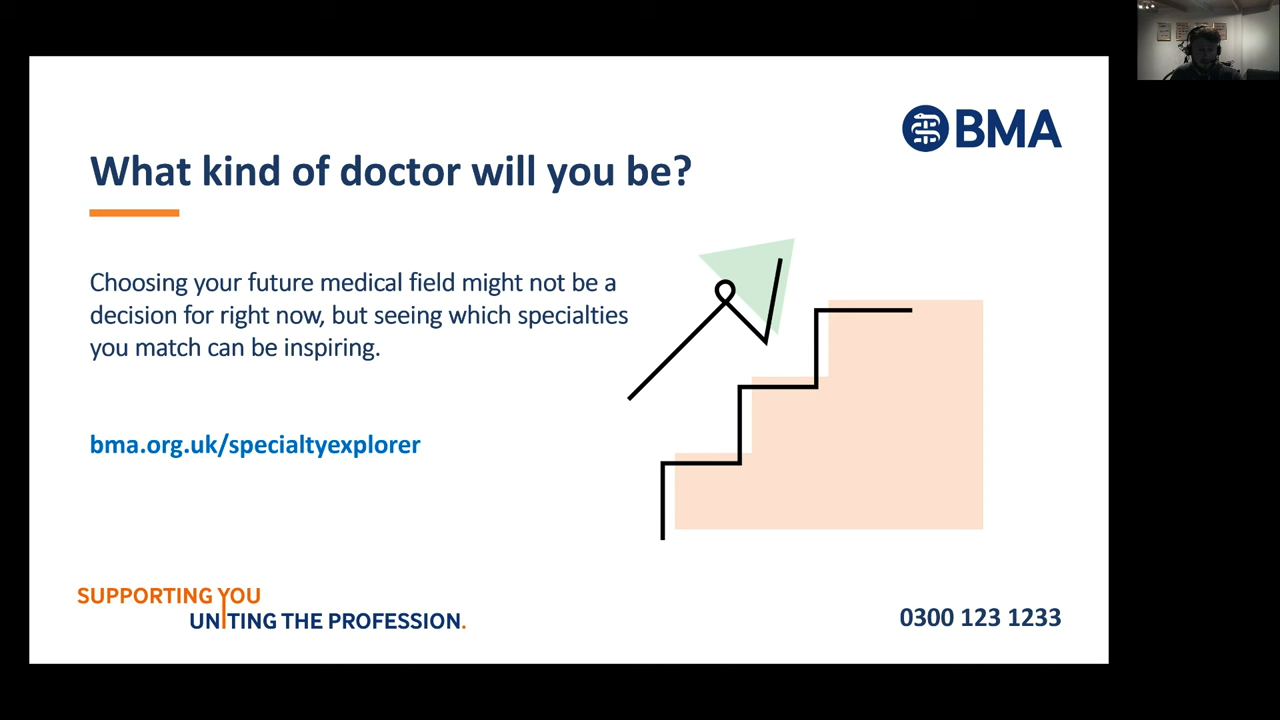 BMA
What kind of doctor will you be?
Choosing your future medical field might not be a
decision for right now, but seeing which specialties
you match can be inspiring.
bma.org.uk/specialtyexplorer
SUPPORTING YOU
UNITING THE PROFESSION.
0300 123 1233